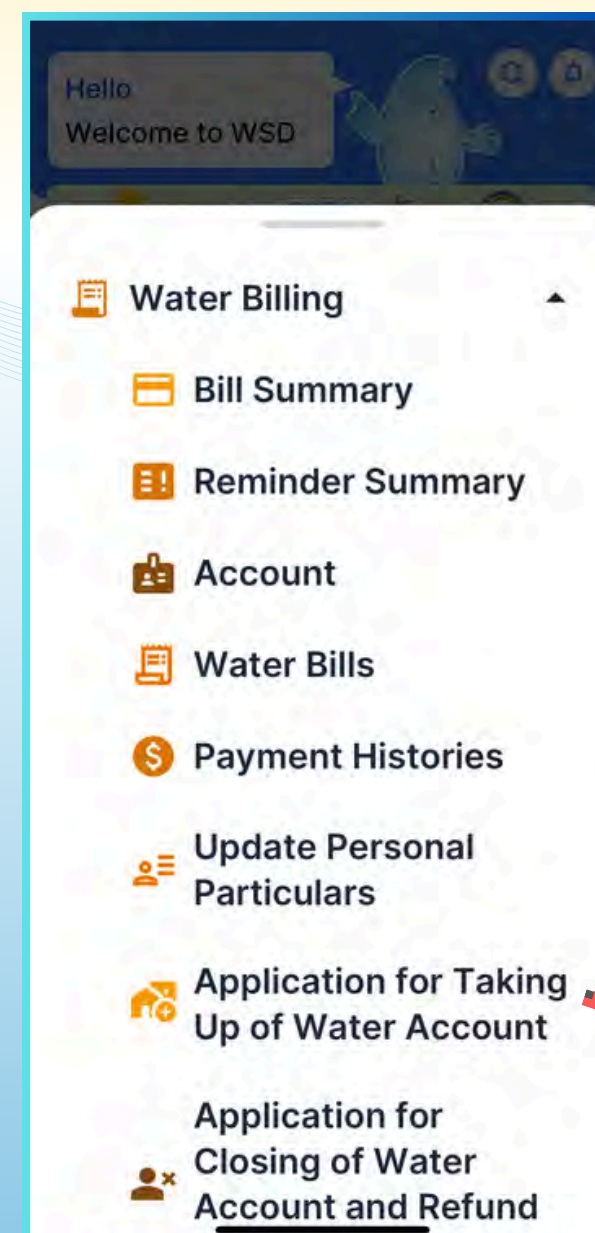 Hello
Welcome to WSD
Water Billing
Bill Summary
Reminder Summary
Account
Water Bills
Payment Histories
Update Personal
Particulars
Application for Taking
Up of Water Account
Application for
Closing of Water
Account and Refund